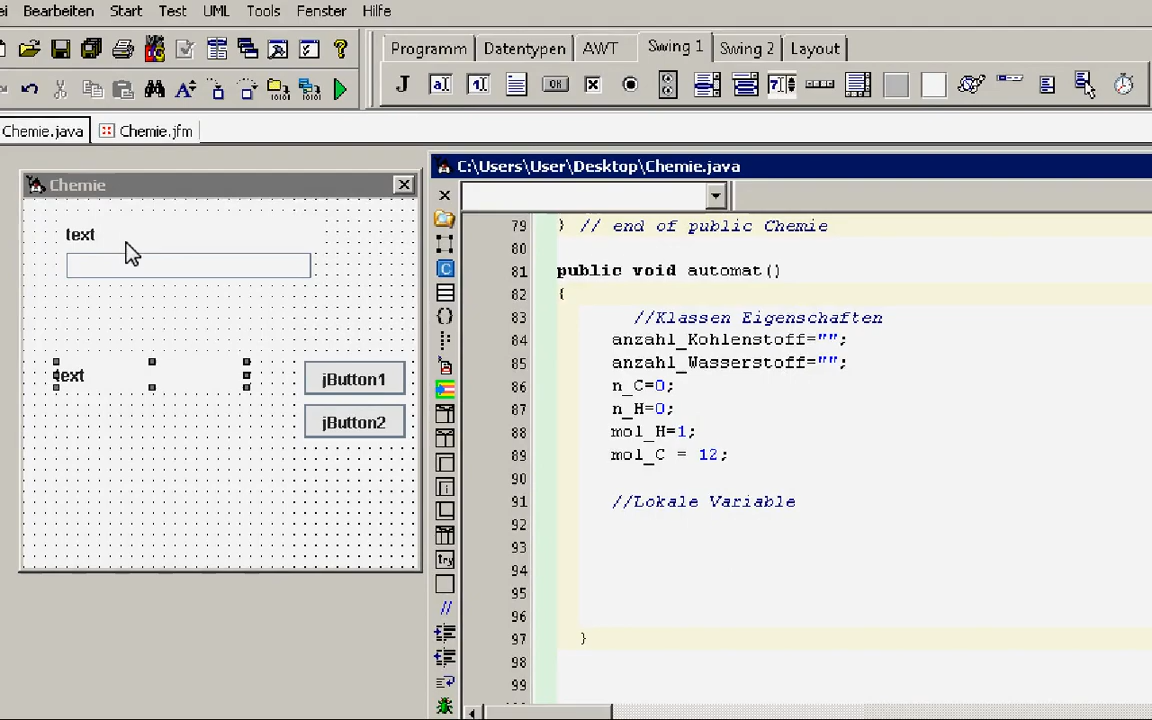 ei Bearbeiten Start Test UML Tools Fenster Hilfe
Programm Datentypen AWT Swing 1 Swing 2 Layout
Chemie.java Chemie.jfm
Chemie
text
text
jButton1
jButton2
C:\Users\User\Desktop\Chemie.java
79 } // end of public Chemie
80
81 public void automat()
82 {
83 //Klassen Eigenschaften
84 anzahl_Kohlenstoff="";
85 anzahl_Wasserstoff="";
86 n_C=0;
87 n_H=0;
88 mol_H=1;
89 mol_C = 12;
90
91 //Lokale Variable
92
93
94
95
96
97 }
98
99